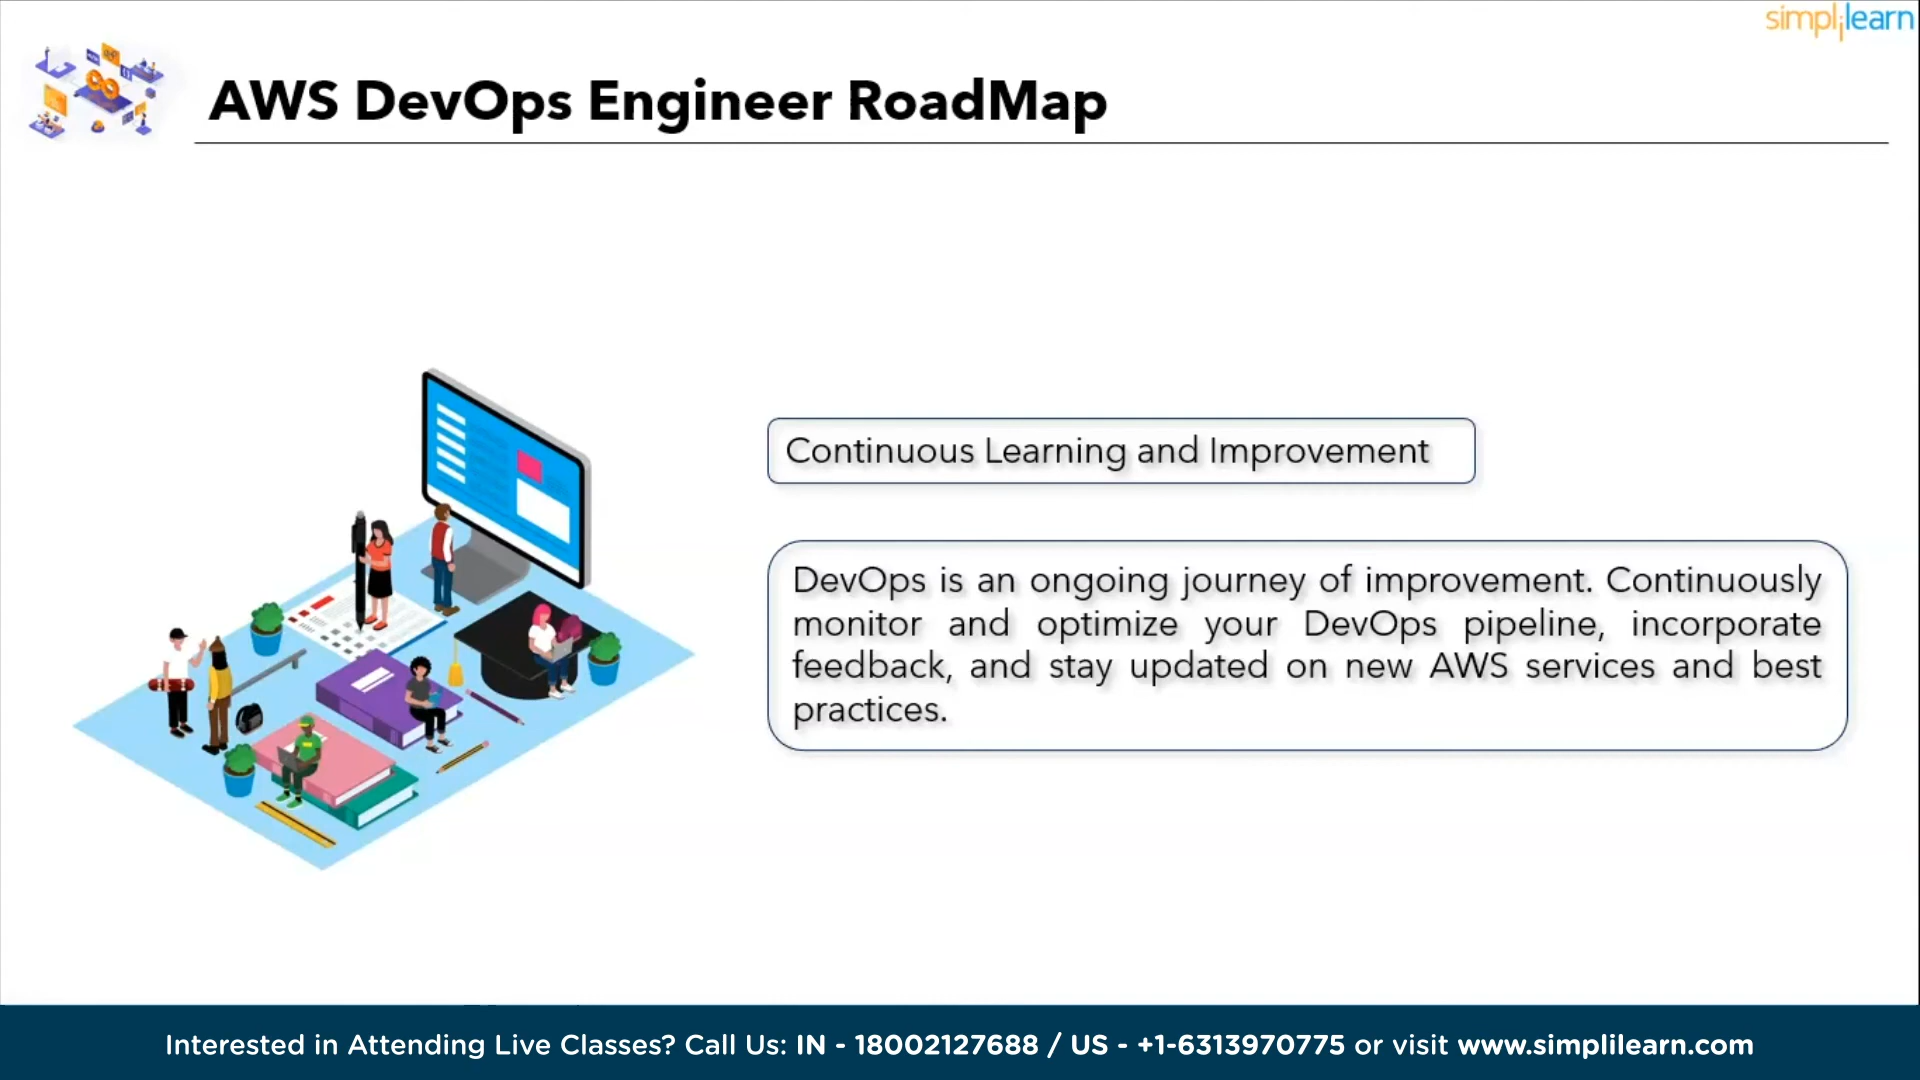 simplilearn
AWS DevOps Engineer RoadMap
Continuous Learning and Improvement
DevOps is an ongoing journey of improvement. Continuously
monitor and optimize your DevOps pipeline, incorporate
feedback, and stay updated on new AWS services and best
practices.
Interested in Attending Live Classes? Call Us: IN - 18002127688 / US - +1-6313970775 or visit www.simplilearn.com